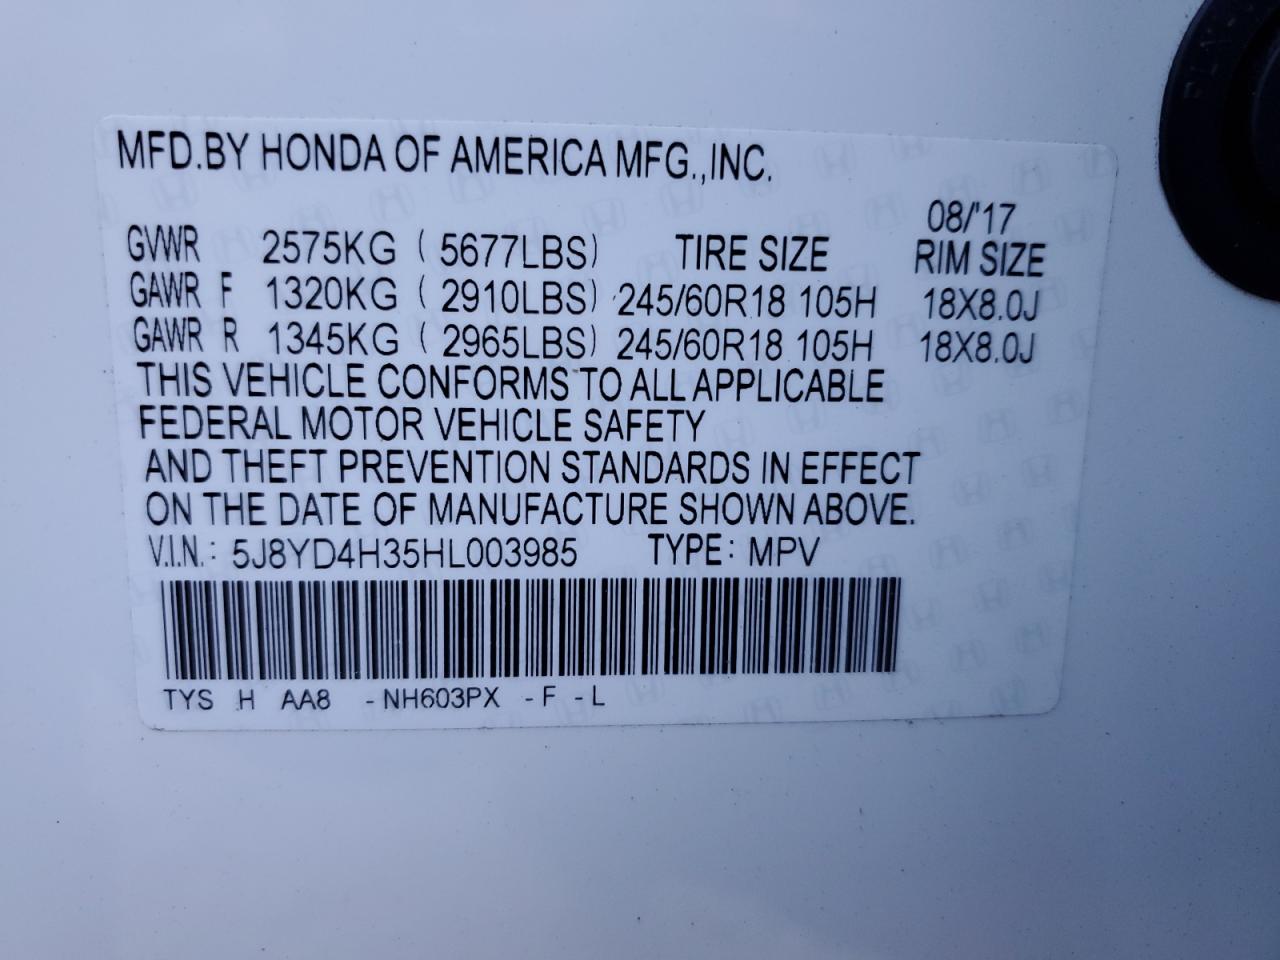 MFD.BY HONDA OF AMERICA MFG.,INC.
08/'17
GVWR 2575KG ( 5677LBS) TIRE SIZE RIM SIZE
GAWR F 1320KG ( 2910LBS) 245/60R18 105H 18X8.0J
GAWR R 1345KG ( 2965LBS) 245/60R18 105H 18X8.0J
THIS VEHICLE CONFORMS TO ALL APPLICABLE
FEDERAL MOTOR VEHICLE SAFETY
AND THEFT PREVENTION STANDARDS IN EFFECT
ON THE DATE OF MANUFACTURE SHOWN ABOVE.
V.I.N.: 5J8YD4H35HL003985 TYPE: MPV
TYS H AA8 -NH603PX -F -L